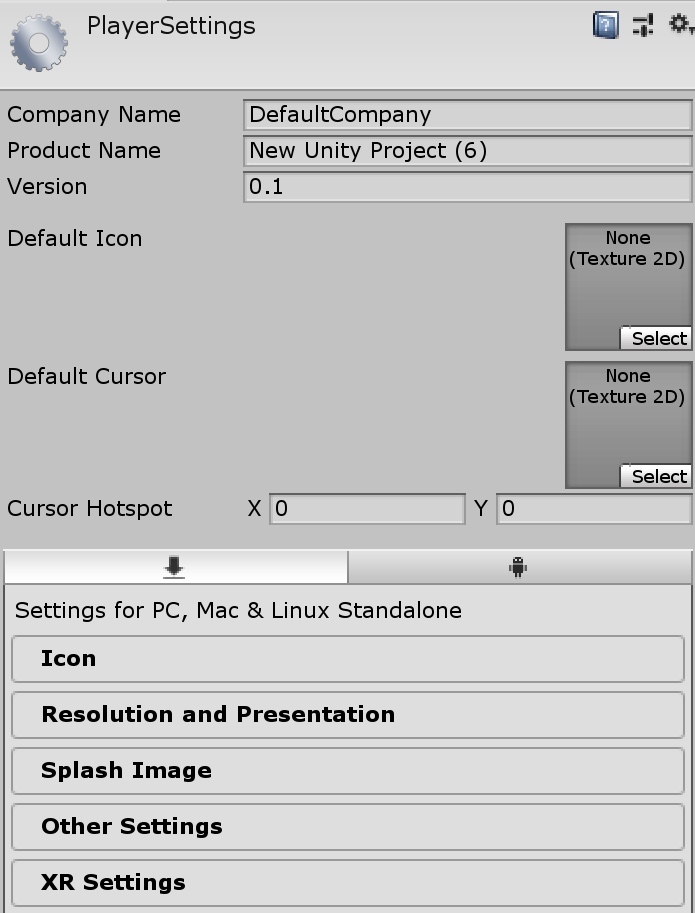 PlayerSettings
Company Name DefaultCompany
Product Name New Unity Project (6)
Version 0.1
Default Icon
None
(Texture 2D)
Select
Default Cursor
None
(Texture 2D)
Select
Cursor Hotspot X 0 Y 0
Settings for PC, Mac & Linux Standalone
Icon
Resolution and Presentation
Splash Image
Other Settings
XR Settings